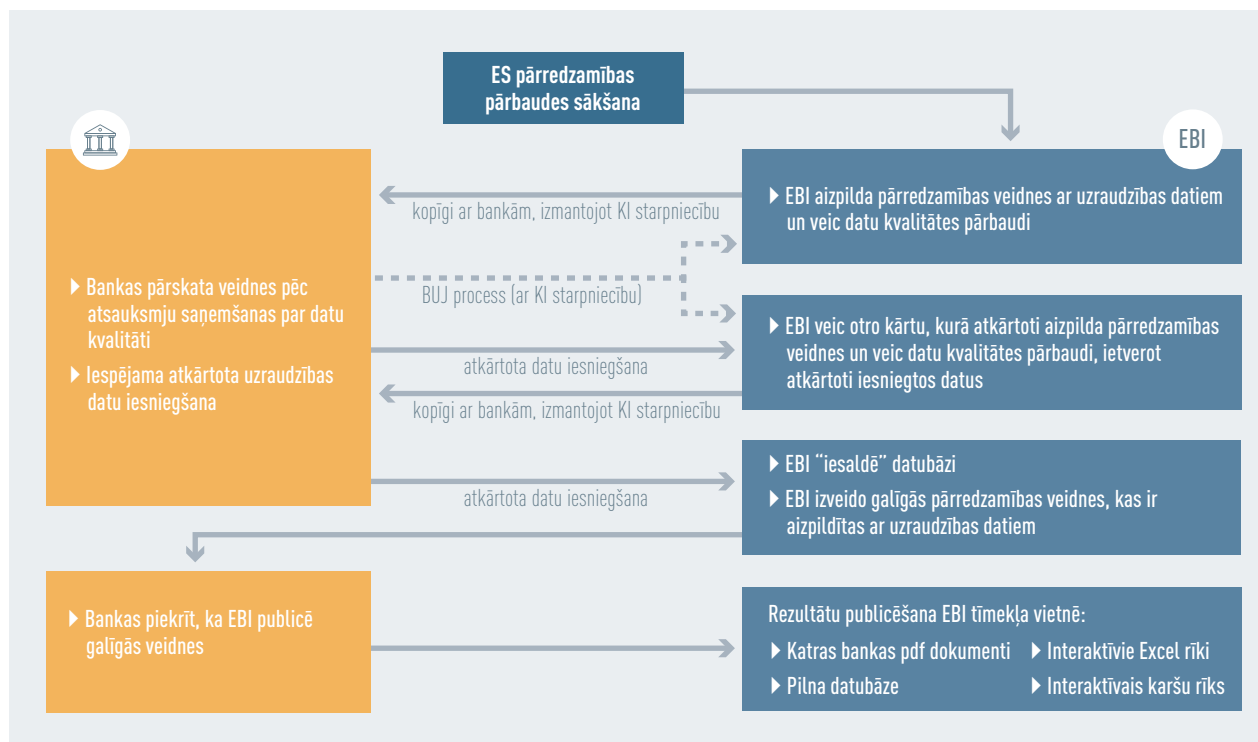 ES pārredzamības
pārbaudes sākšana
EBI
EBI aizpilda pārredzamības veidnes ar uzraudzības datiem
un veic datu kvalitātes pārbaudi
kopīgi ar bankām, izmantojot KI starpniecību
Bankas pārskata veidnes pēc
atsauksmju saņemšanas par datu
kvalitāti
Iespējama atkārtota uzraudzības
datu iesniegšana
BUJ process (ar KI starpniecību)
EBI veic otro kārtu, kurā atkārtoti aizpilda pārredzamības
veidnes un veic datu kvalitātes pārbaudi, ietverot
atkārtoti iesniegtos datus
atkārtota datu iesniegšana
kopīgi ar bankām, izmantojot KI starpniecību
EBI “iesaldē” datubāzi
EBI izveido galīgās pārredzamības veidnes, kas ir
aizpildītas ar uzraudzības datiem
atkārtota datu iesniegšana
Bankas piekrīt, ka EBI publicē
galīgās veidnes
Rezultātu publicēšana EBI tīmekļa vietnē:
Katras bankas pdf dokumenti
Interaktīvie Excel rīki
Pilna datubāze
Interaktīvais karšu rīks